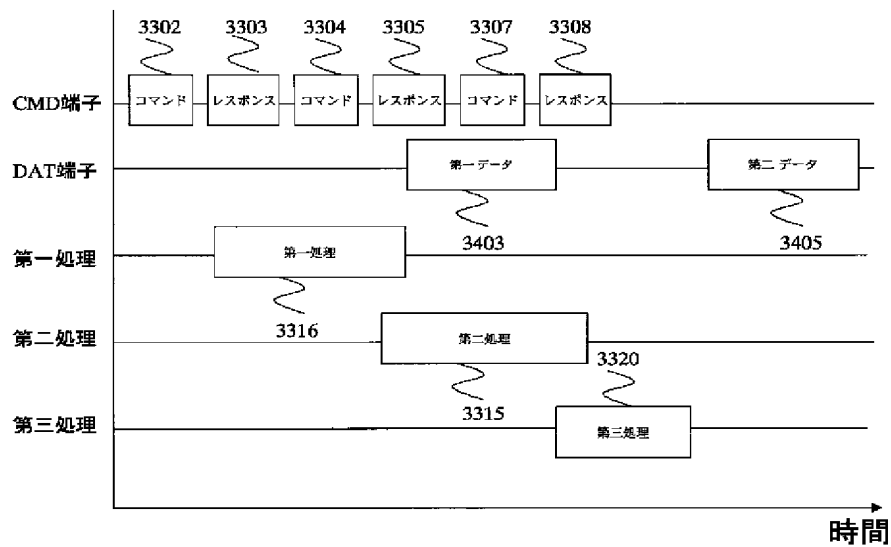 3302 3303 3304 3305 3307 3308
CMD端子 コマンド レスポンス コマンド レスポンス コマンド レスポンス
DAT端子 第一データ 第二データ
3403 3405
第一処理 第一処理
3316
第二処理 第二処理
3320
3315
第三処理 第三処理
時間